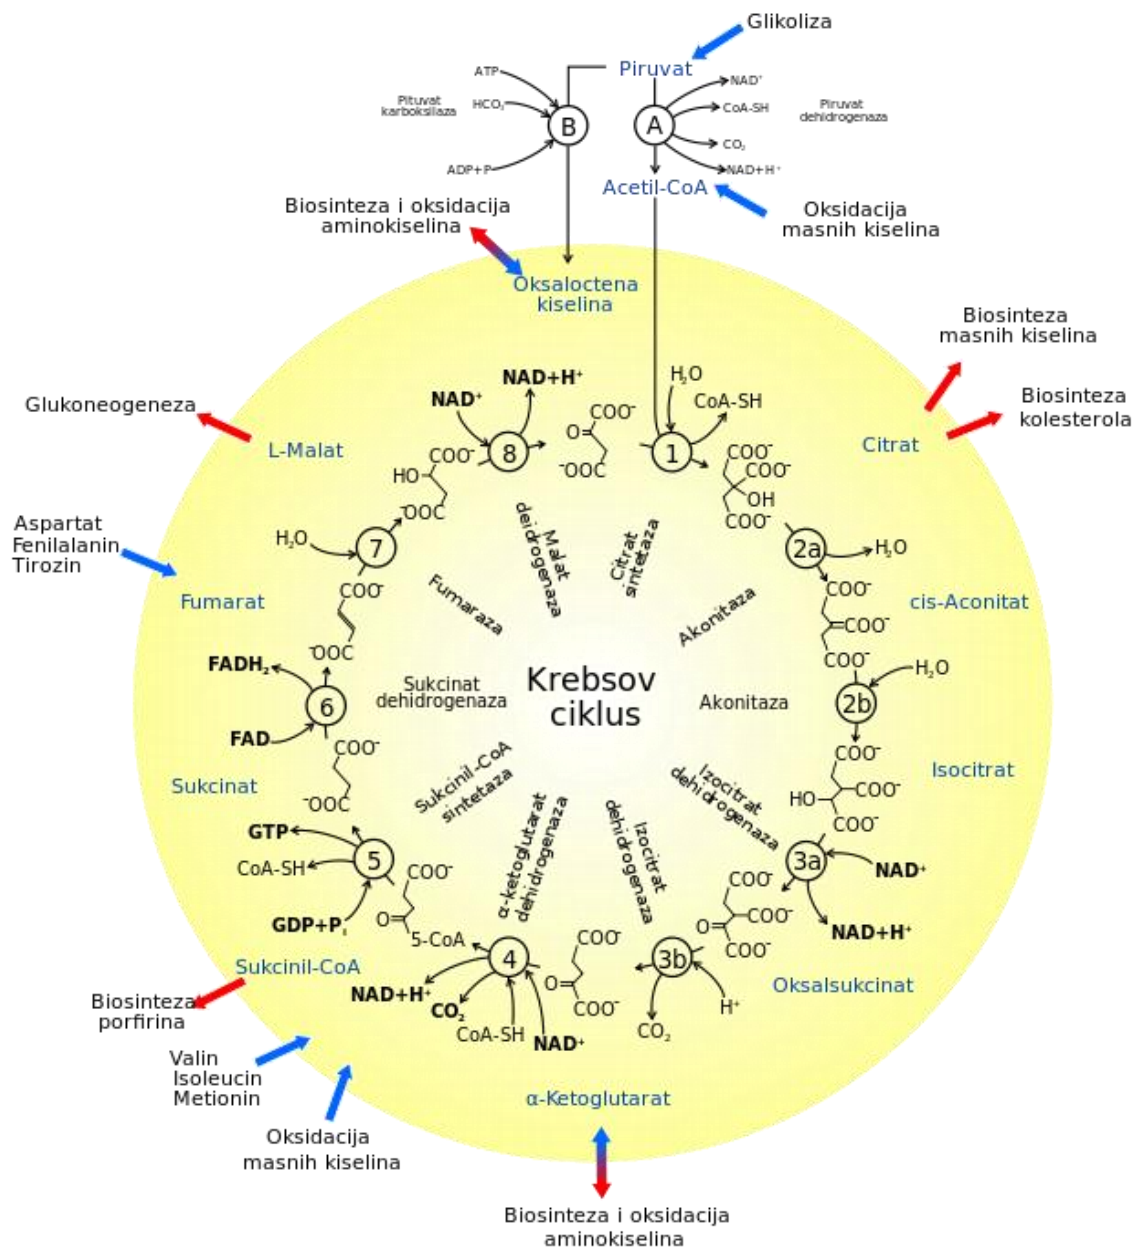 Glikoliza
Piruvat
ATP
HCO₃
ADP+P
Pituvat
karboksilaza
B
A
NAD⁺
CoA-SH
CO₂
NAD+H⁺
Piruvat
dehidrogenaza
Acetil-CoA
Oksidacija
masnih kiselina
Biosinteza i oksidacija
aminokiselina
Oksaloctena
kiselina
Biosinteza
masnih kiselina
Biosinteza
kolesterola
Citrat
Glukoneogeneza
L-Malat
NAD⁺
NAD+H⁺
8
COO⁻
O
⁻OOC
H₂O
CoA-SH
1
COO⁻
COO⁻
OH
COO⁻
2a
H₂O
cis-Aconitat
COO⁻
COO⁻
COO⁻
H₂O
2b
Isocitrat
COO⁻
COO⁻
HO
COO⁻
3a
NAD⁺
NAD+H⁺
Oksalsukcinat
COO⁻
COO⁻
O
COO⁻
3b
H⁺
CO₂
COO⁻
O
COO⁻
α-Ketoglutarat
Biosinteza i oksidacija
aminokiselina
4
NAD+H⁺
CO₂
CoA-SH
NAD⁺
COO⁻
O
5-CoA
Sukcinil-CoA
Biosinteza
porfirina
Valin
Isoleucin
Metionin
Oksidacija
masnih kiselina
5
GTP
CoA-SH
GDP+Pᵢ
COO⁻
⁻OOC
Sukcinat
6
FADH₂
FAD
COO⁻
⁻OOC
Fumarat
Aspartat
Fenilalanin
Tirozin
7
H₂O
COO⁻
HO
⁻OOC
Malat
deidrogenaza
Citrat
sintetaza
Akonitaza
Akonitaza
Izocitrat
dehidrogenaza
Izocitrat
dehidrogenaza
α-ketoglutarat
dehidrogenaza
Sukcinil-CoA
sintetaza
Sukcinat
dehidrogenaza
Fumaraza
Krebsov
ciklus